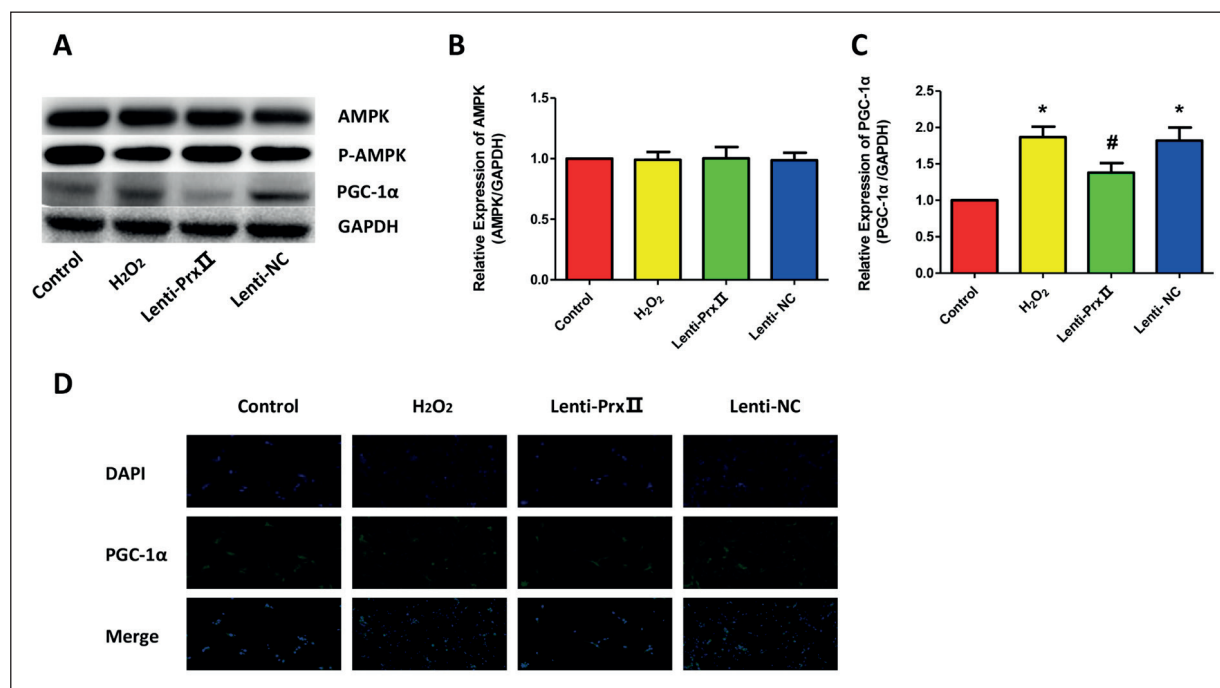 A
AMPK
P-AMPK
PGC-1α
GAPDH
Control
H₂O₂
Lenti-PrxⅡ
Lenti-NC
B
Relative Expression of AMPK
(AMPK/GAPDH)
1.5
1.0
0.5
0.0
Control
H₂O₂
Lenti-PrxⅡ
Lenti- NC
C
Relative Expression of PGC-1α
(PGC-1α /GAPDH)
2.5
2.0
1.5
1.0
0.5
0.0
*
#
*
Control
H₂O₂
Lenti-PrxⅡ
Lenti- NC
D
Control
H₂O₂
Lenti-PrxⅡ
Lenti-NC
DAPI
PGC-1α
Merge